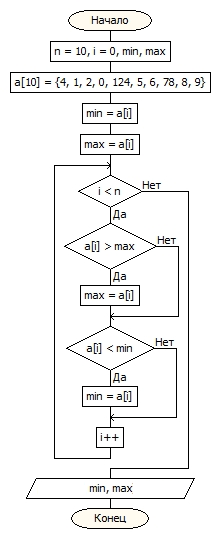 Начало
n = 10, i = 0, min, max
a[10] = {4, 1, 2, 0, 124, 5, 6, 78, 8, 9}
min = a[i]
max = a[i]
i < n
Нет
Да
a[i] > max
Нет
Да
max = a[i]
a[i] < min
Нет
Да
min = a[i]
i++
min, max
Конец